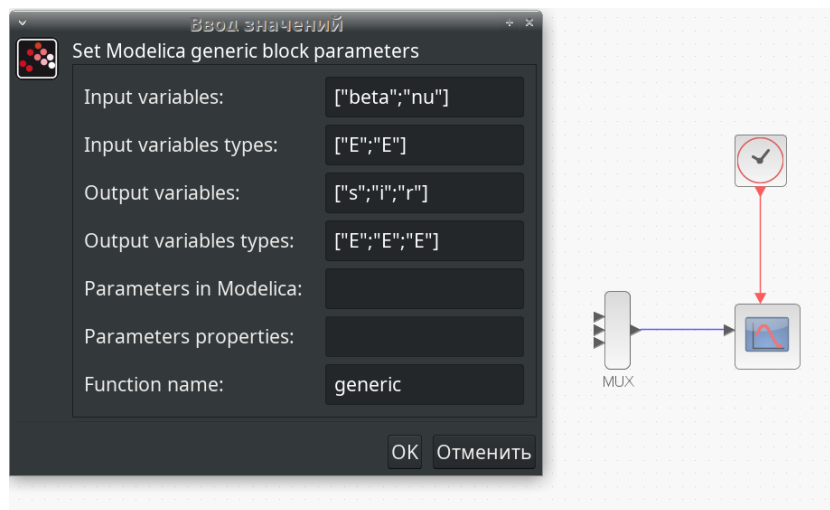 Ввод значений
Set Modelica generic block parameters
Input variables: ["beta";"nu"]
Input variables types: ["E";"E"]
Output variables: ["s";"i";"r"]
Output variables types: ["E";"E";"E"]
Parameters in Modelica:
Parameters properties:
Function name: generic
OK Отменить
MUX